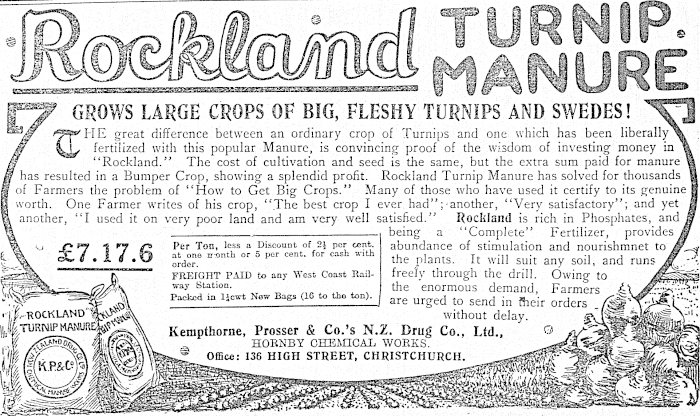 Rockland TURNIP
MANURE
GROWS LARGE CROPS OF BIG, FLESHY TURNIPS AND SWEDES!
THE great difference between an ordinary crop of Turnips and one which has been liberally
fertilized with this popular Manure, is convincing proof of the wisdom of investing money in
"Rockland." The cost of cultivation and seed is the same, but the extra sum paid for manure
has resulted in a Bumper Crop, showing a splendid profit. Rockland Turnip Manure has solved for thousands
of Farmers the problem of "How to Get Big Crops." Many of those who have used it certify to its genuine
worth. One Farmer writes of his crop, "The best crop I ever had"; another, "Very satisfactory"; and yet
another, "I used it on very poor land and am very well satisfied." Rockland is rich in Phosphates, and
being a "Complete" Fertilizer, provides
abundance of stimulation and nourishmnet to
the plants. It will suit any soil, and runs
freely through the drill. Owing to
the enormous demand, Farmers
are urged to send in their orders
without delay.
£7.17.6
Per Ton, less a Discount of 2½ per cent.
at one month or 5 per cent. for cash with
order.
FREIGHT PAID to any West Coast Rail-
way Station.
Packed in 1¼cwt New Bags (16 to the ton).
Kempthorne, Prosser & Co.'s N.Z. Drug Co., Ltd.,
HORNBY CHEMICAL WORKS.
Office: 136 HIGH STREET, CHRISTCHURCH.
ROCKLAND
TURNIP MANURE
K.P.& Co